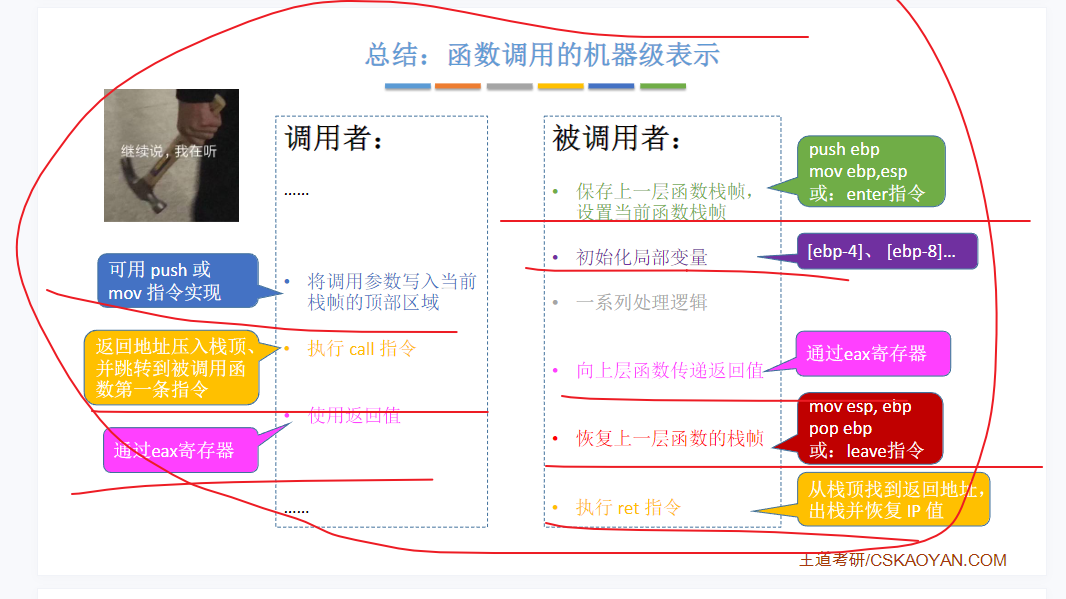 总结：函数调用的机器级表示
继续说，我在听
调用者：
……
可用 push 或
mov 指令实现
• 将调用参数写入当前
栈帧的顶部区域
返回地址压入栈顶、
并跳转到被调用函
数第一条指令
• 执行 call 指令
• 使用返回值
通过eax寄存器
……
被调用者：
• 保存上一层函数栈帧，
设置当前函数栈帧
push ebp
mov ebp,esp
或：enter指令
• 初始化局部变量
[ebp-4]、 [ebp-8]...
• 一系列处理逻辑
• 向上层函数传递返回值
通过eax寄存器
• 恢复上一层函数的栈帧
mov esp, ebp
pop ebp
或：leave指令
• 执行 ret 指令
从栈顶找到返回地址，
出栈并恢复 IP 值
王道考研/CSKAOYAN.COM